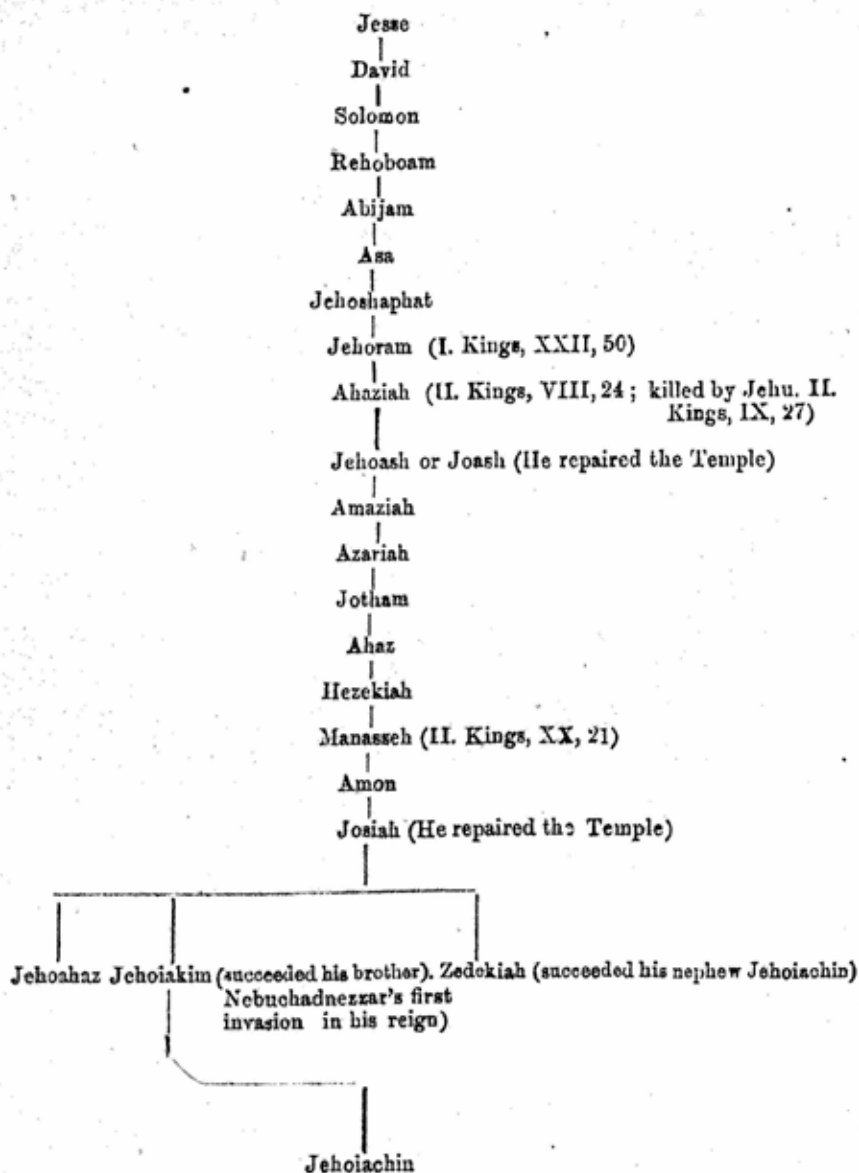 Jesse
David
Solomon
Rehoboam
Abijam
Asa
Jehoshaphat
Jehoram (I. Kings, XXII, 50)
Ahaziah (II. Kings, VIII, 24; killed by Jehu. II.
Kings, IX, 27)
Jehoash or Joash (He repaired the Temple)
Amaziah
Azariah
Jotham
Ahaz
Hezekiah
Manasseh (II. Kings, XX, 21)
Amon
Josiah (He repaired the Temple)
Jehoahaz Jehoiakim (succeeded his brother). Zedekiah (succeeded his nephew Jehoiachin)
Nebuchadnezzar's first
invasion in his reign)
Jehoiachin